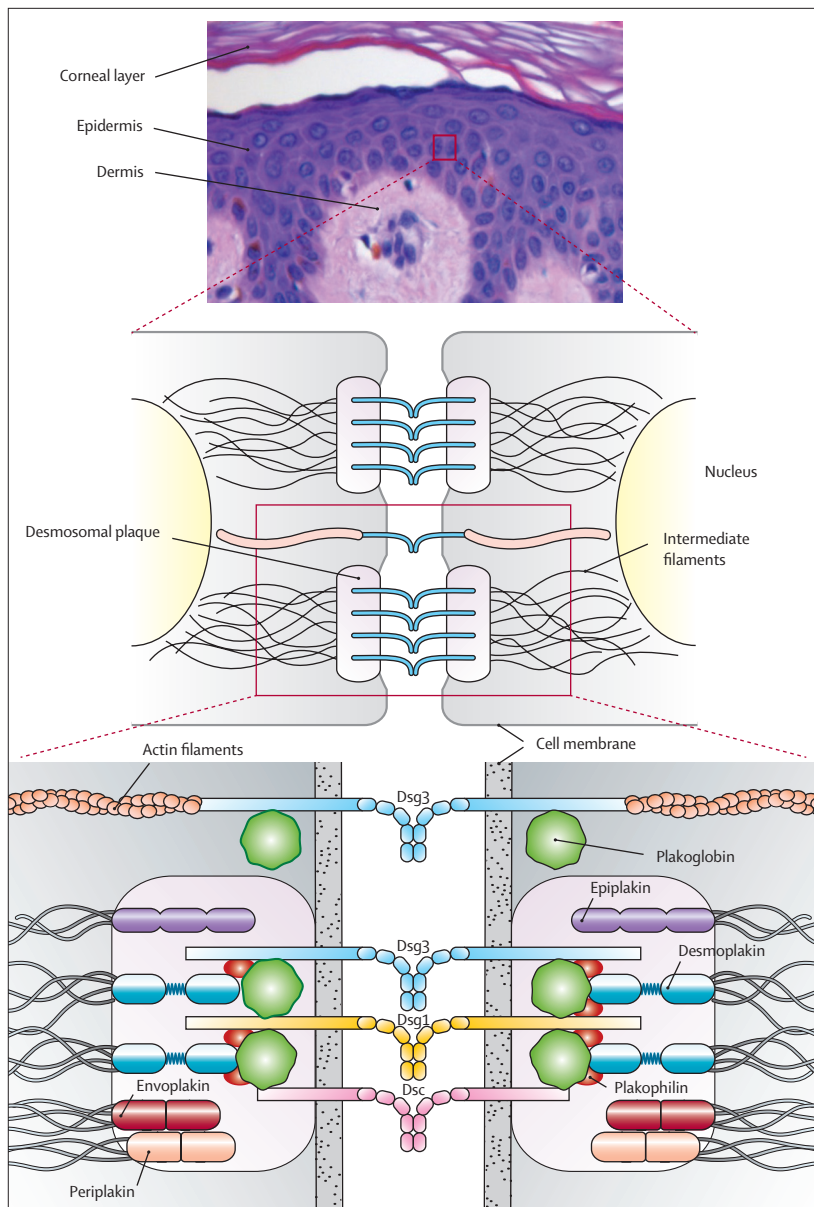 Corneal layer
Epidermis
Dermis
Nucleus
Desmosomal plaque
Intermediate
filaments
Cell membrane
Actin filaments
Dsg3
Plakoglobin
Epiplakin
Dsg3
Desmoplakin
Dsg1
Dsc
Envoplakin
Plakophilin
Periplakin